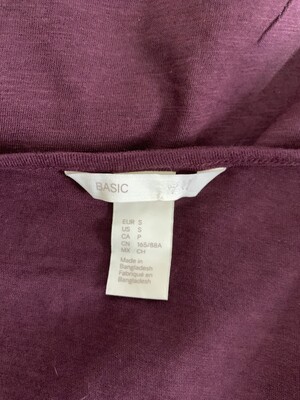 BASIC
EUR S
US S
CA P
CN 165/88A
MX CH
Made in
Bangladesh
Fabriqué en
Bangladesh